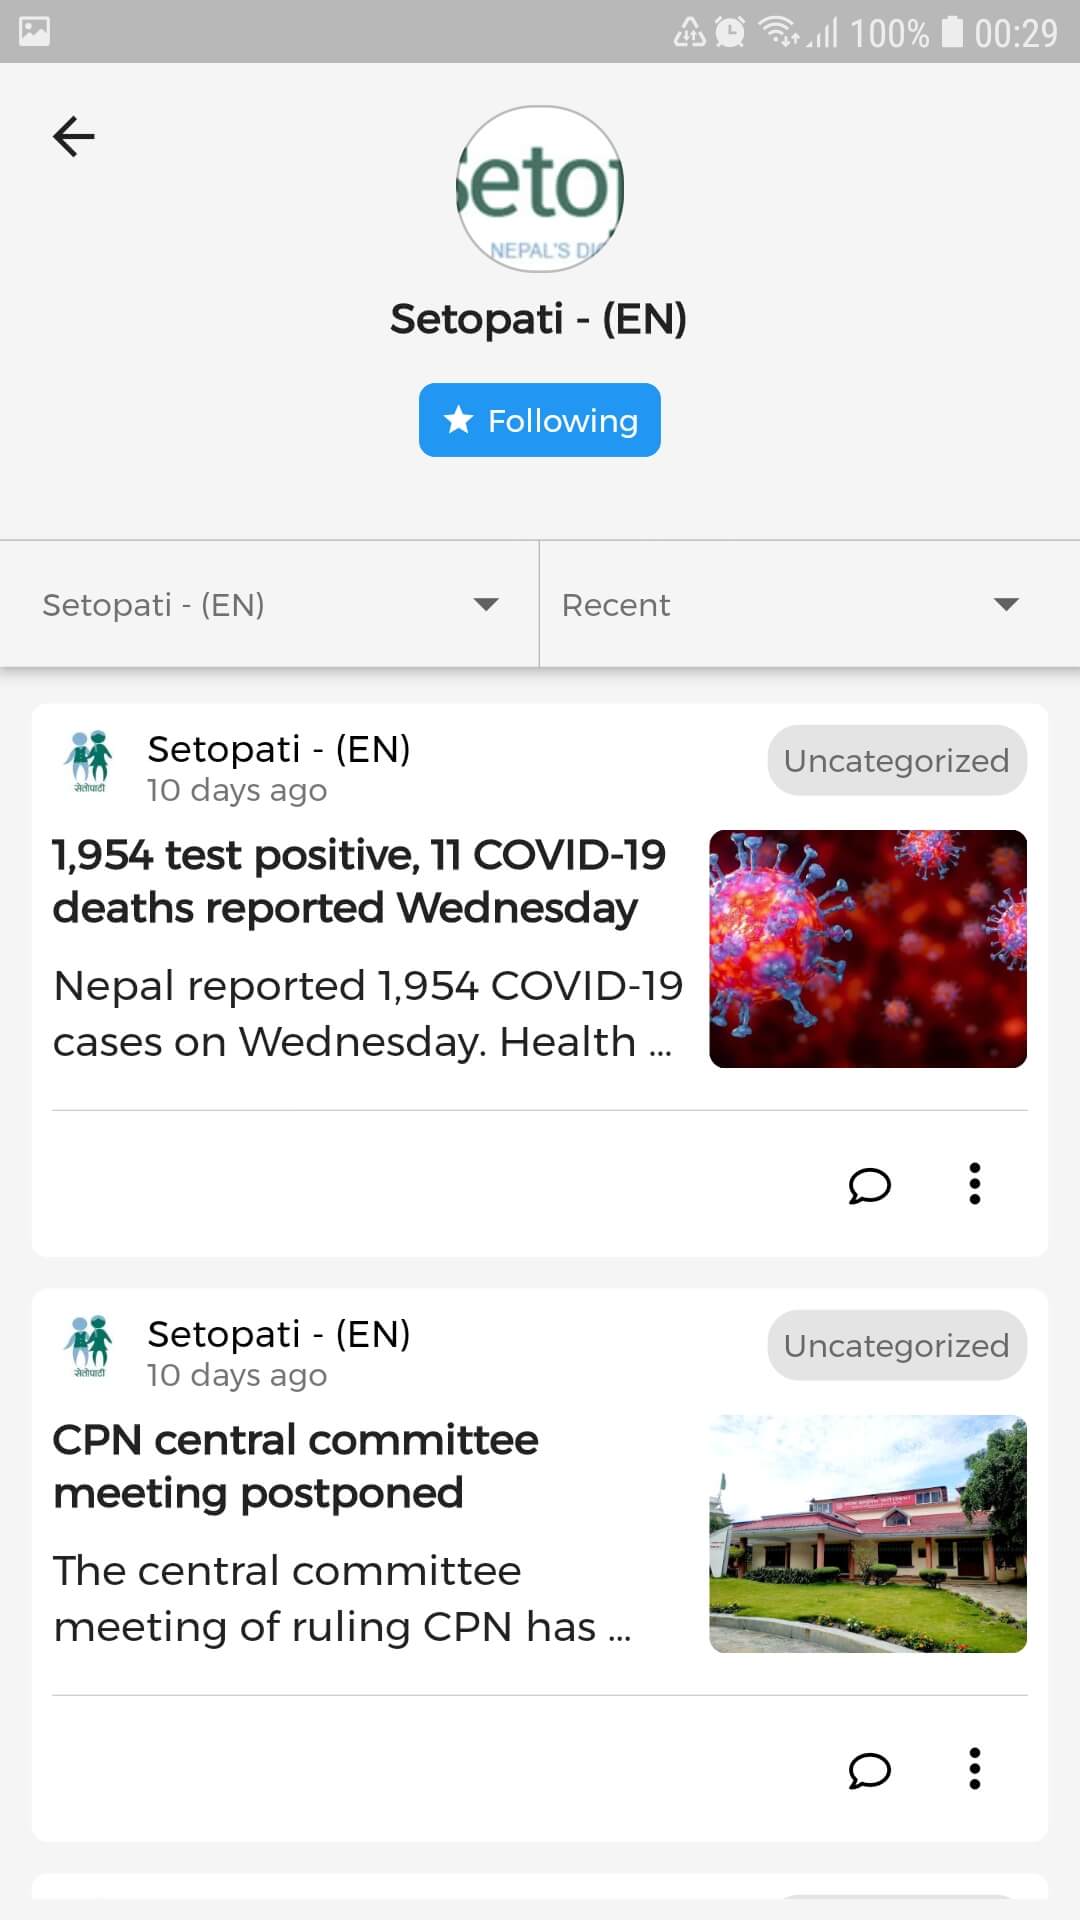 100% 00:29
Setop
NEPAL'S DI
Setopati - (EN)
Following
Setopati - (EN)
Recent
Setopati - (EN)
Uncategorized
10 days ago
सेतोपाटी
1,954 test positive, 11 COVID-19
deaths reported Wednesday
Nepal reported 1,954 COVID-19
cases on Wednesday. Health ...
Setopati - (EN)
Uncategorized
10 days ago
सेतोपाटी
CPN central committee
meeting postponed
The central committee
meeting of ruling CPN has ...